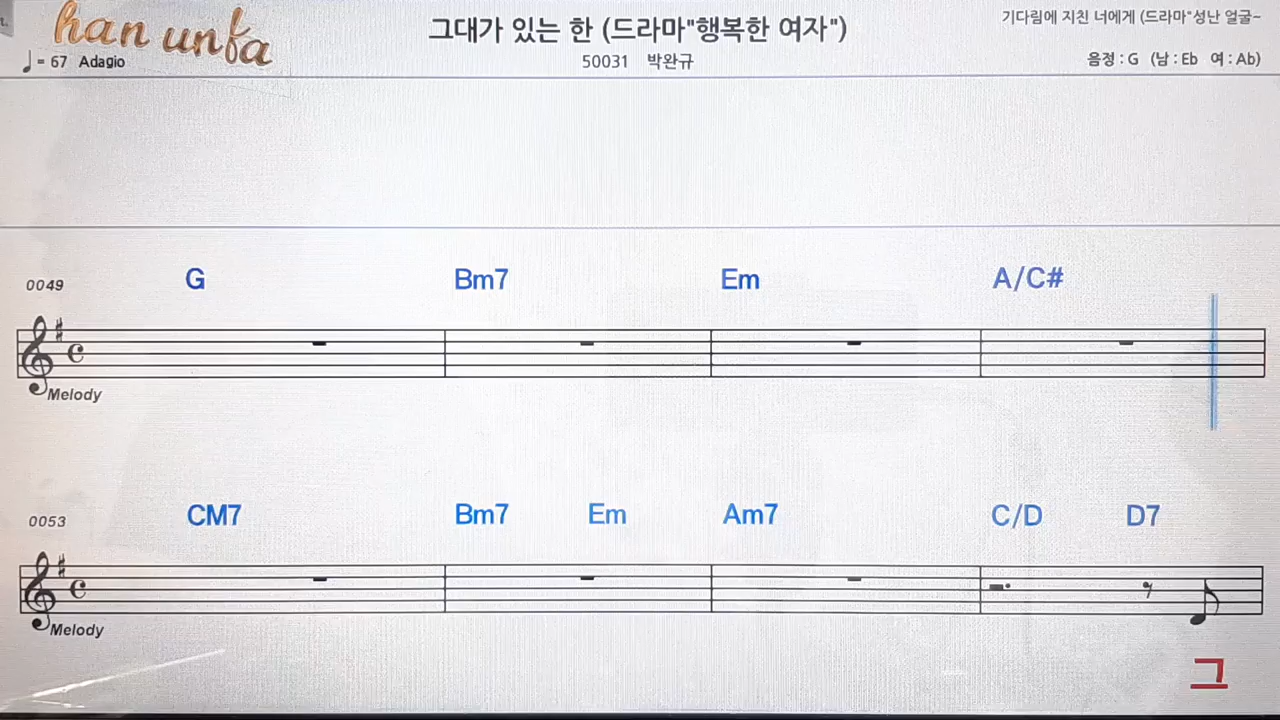 han unfa
그대가 있는 한 (드라마"행복한 여자")
기다림에 지친 너에게 (드라마"성난 얼굴~
= 67 Adagio
50031 박완규
음정 : G (남 : Eb 여 : Ab)
0049 G Bm7 Em A/C#
Melody
0053 CM7 Bm7 Em Am7 C/D D7
Melody
그